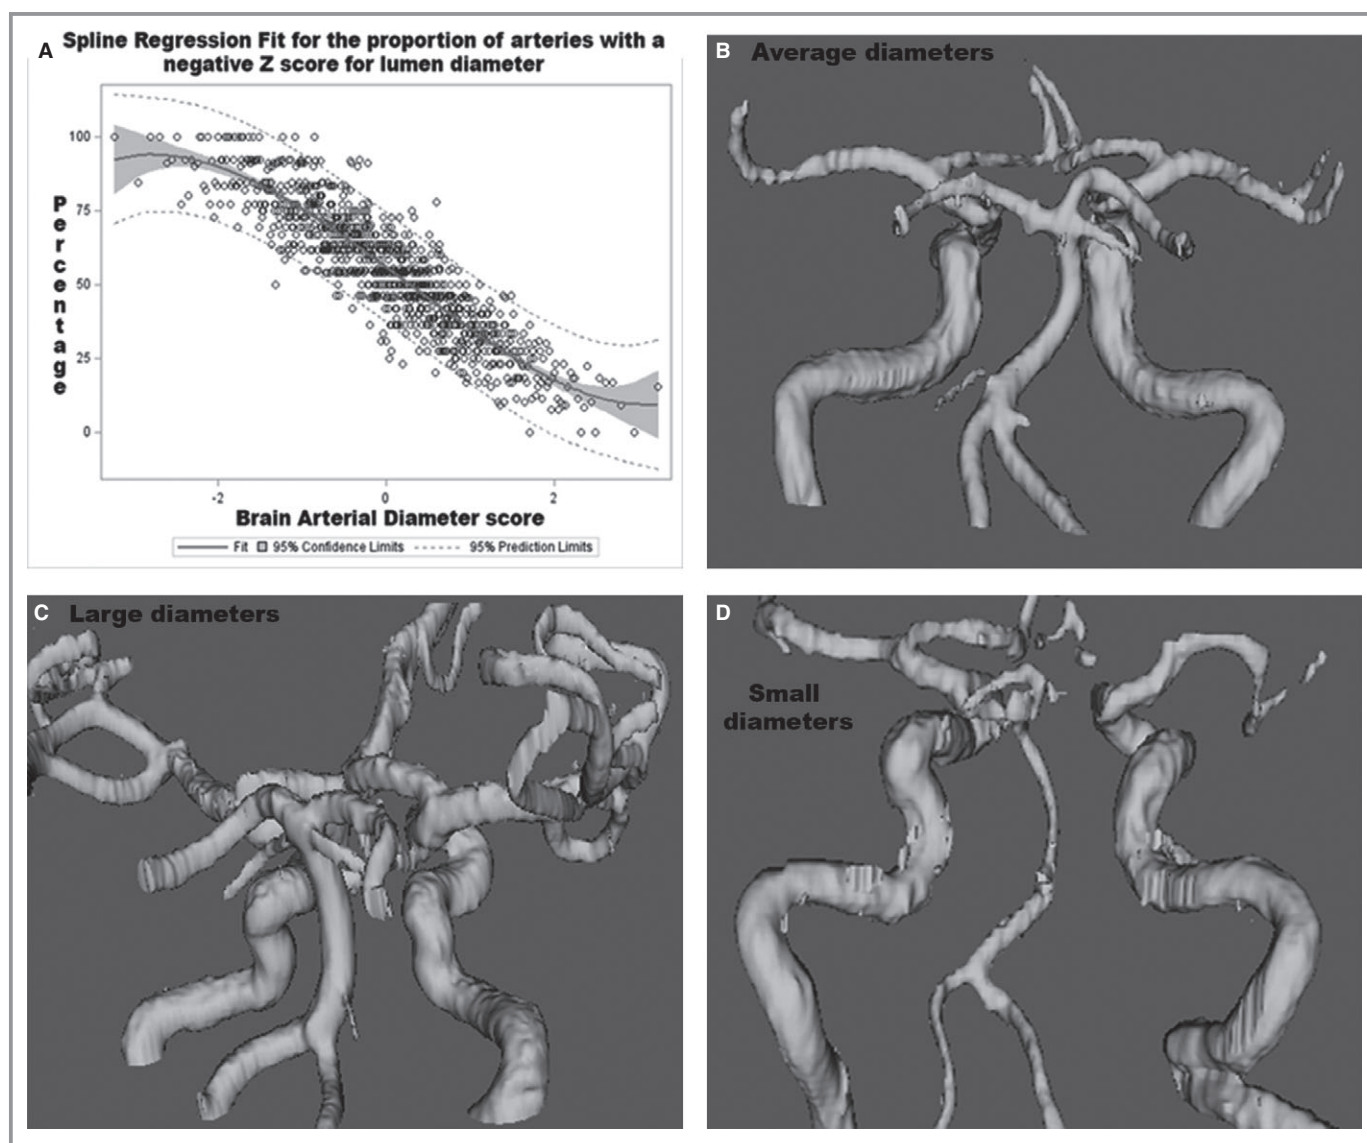 A
Spline Regression Fit for the proportion of arteries with a
negative Z score for lumen diameter
100
75
50
25
0
Percentage
-2 0 2
Brain Arterial Diameter score
Fit 95% Confidence Limits 95% Prediction Limits
B Average diameters
C Large diameters
D
Small
diameters